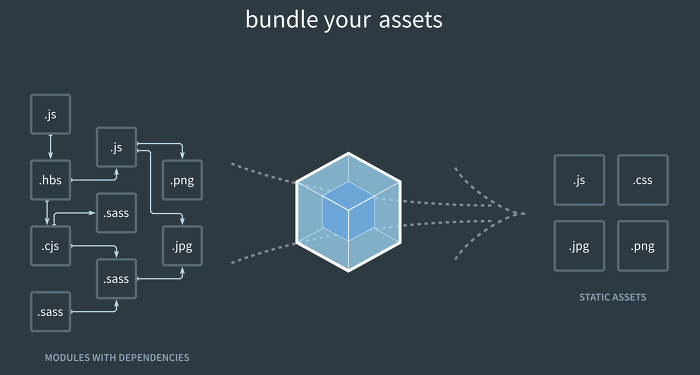 bundle your assets
.js
.js
.hbs
.png
.sass
.cjs
.jpg
.sass
.sass
MODULES WITH DEPENDENCIES
.js
.css
.jpg
.png
STATIC ASSETS